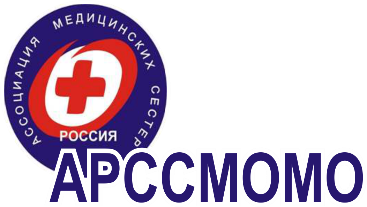 АССОЦИАЦИЯ МЕДИЦИНСКИХ СЕСТЕР
РОССИЯ
АРССМОМО